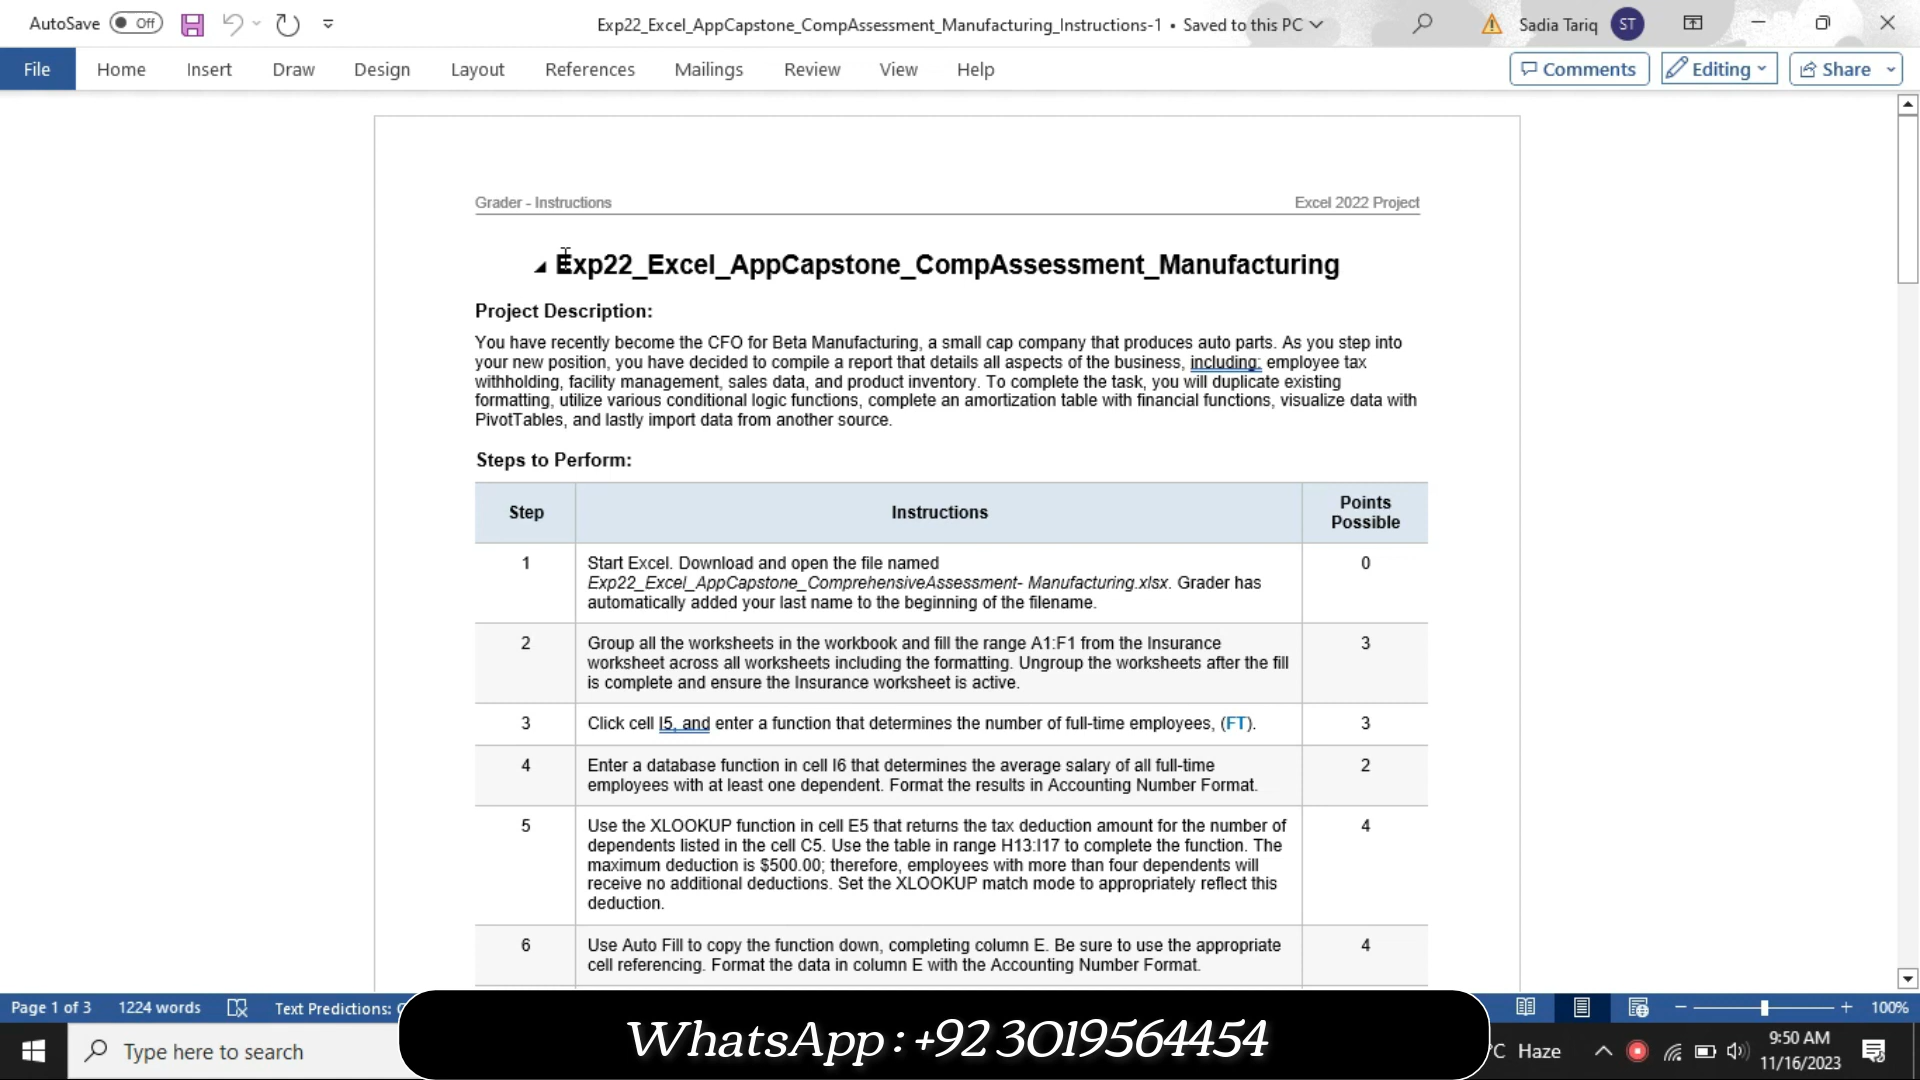 AutoSave Off
Exp22_Excel_AppCapstone_CompAssessment_Manufacturing_Instructions-1 • Saved to this PC
Sadia Tariq ST
File Home Insert Draw Design Layout References Mailings Review View Help
Comments Editing Share
Grader - Instructions Excel 2022 Project
Exp22_Excel_AppCapstone_CompAssessment_Manufacturing
Project Description:
You have recently become the CFO for Beta Manufacturing, a small cap company that produces auto parts. As you step into
your new position, you have decided to compile a report that details all aspects of the business, including: employee tax
withholding, facility management, sales data, and product inventory. To complete the task, you will duplicate existing
formatting, utilize various conditional logic functions, complete an amortization table with financial functions, visualize data with
PivotTables, and lastly import data from another source.
Steps to Perform:
Step Instructions Points
Possible
1 Start Excel. Download and open the file named 0
Exp22_Excel_AppCapstone_ComprehensiveAssessment- Manufacturing.xlsx. Grader has
automatically added your last name to the beginning of the filename.
2 Group all the worksheets in the workbook and fill the range A1:F1 from the Insurance 3
worksheet across all worksheets including the formatting. Ungroup the worksheets after the fill
is complete and ensure the Insurance worksheet is active.
3 Click cell I5, and enter a function that determines the number of full-time employees, (FT). 3
4 Enter a database function in cell I6 that determines the average salary of all full-time 2
employees with at least one dependent. Format the results in Accounting Number Format.
5 Use the XLOOKUP function in cell E5 that returns the tax deduction amount for the number of 4
dependents listed in the cell C5. Use the table in range H13:I17 to complete the function. The
maximum deduction is $500.00; therefore, employees with more than four dependents will
receive no additional deductions. Set the XLOOKUP match mode to appropriately reflect this
deduction.
6 Use Auto Fill to copy the function down, completing column E. Be sure to use the appropriate 4
cell referencing. Format the data in column E with the Accounting Number Format.
Page 1 of 3 1224 words Text Predictions: 100%
WhatsApp : +92 3019564454
Type here to search
Haze
9:50 AM
11/16/2023